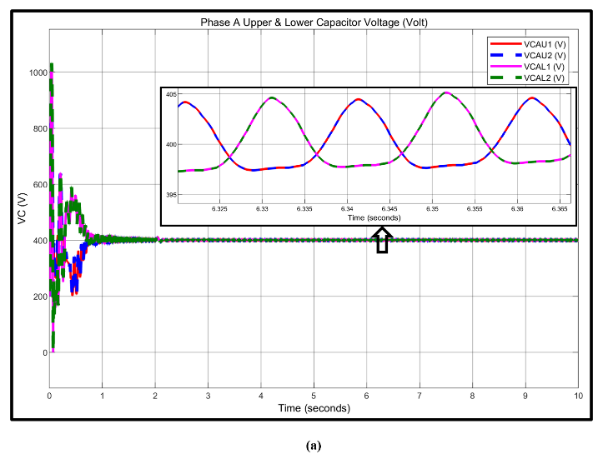 Phase A Upper & Lower Capacitor Voltage (Volt)
VCAU1 (V)
VCAU2 (V)
VCAL1 (V)
VCAL2 (V)
VC (V)
1000
800
600
400
200
0
405
400
395
6.325 6.33 6.335 6.34 6.345 6.35 6.355 6.36 6.365
Time (seconds)
0 1 2 3 4 5 6 7 8 9 10
Time (seconds)
(a)